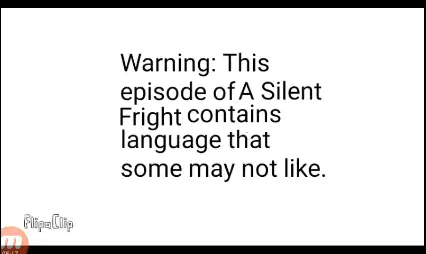 Warning: This
episode of A Silent
Fright contains
language that
some may not like.
FlipaClip